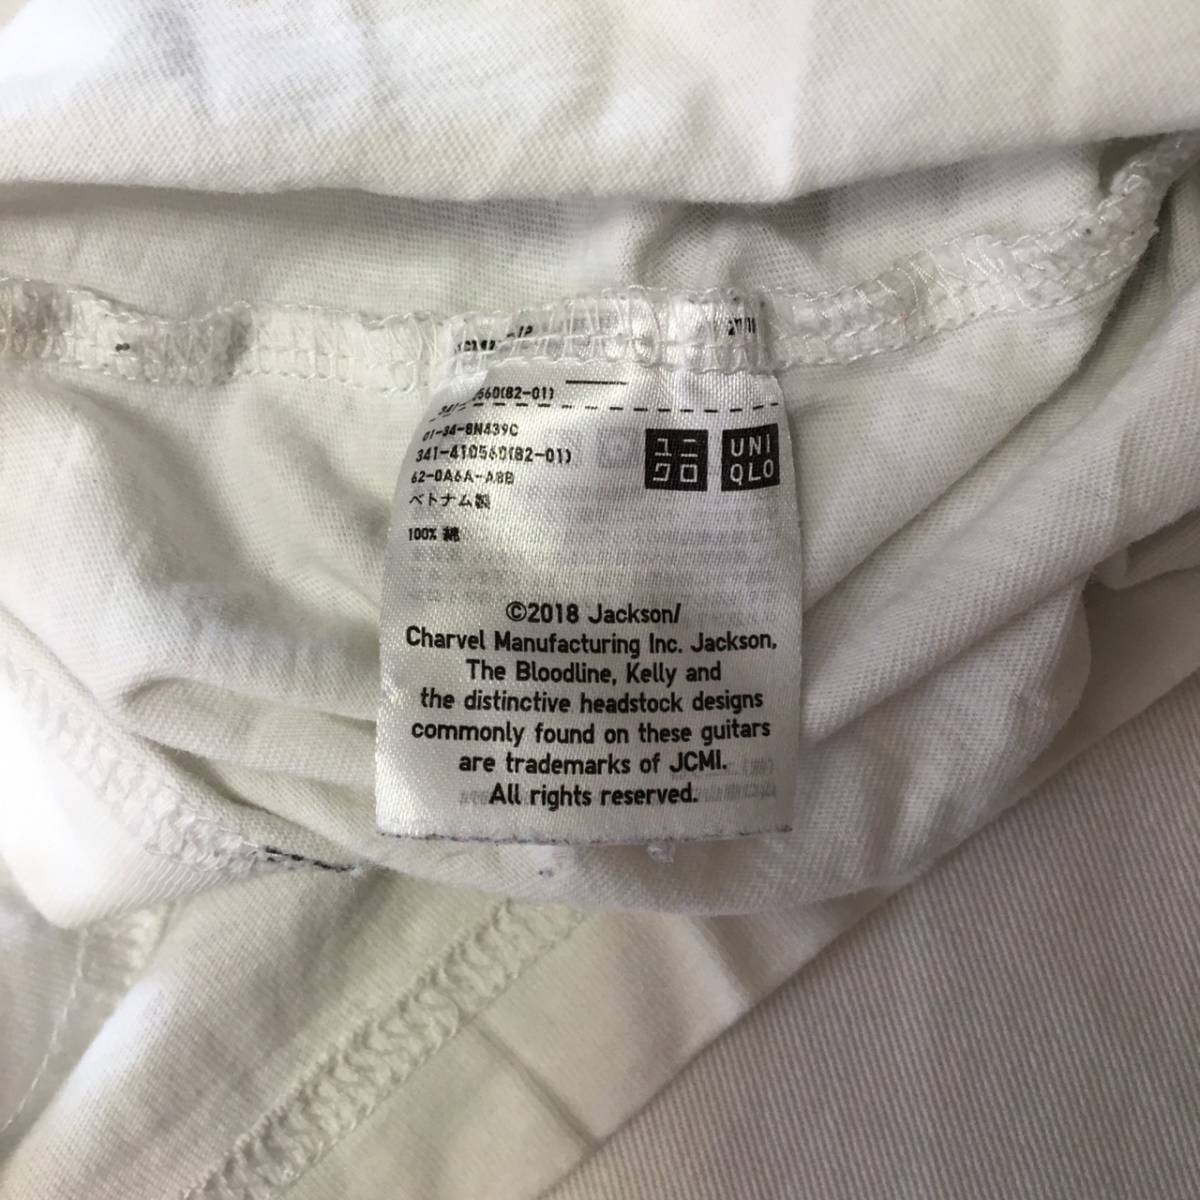 560(82-01)
01-34-8N439C
341-410560(82-01)
62-0A6A-A8B
ベトナム製
100% 綿
ユニ
クロ
UNI
QLO
©2018 Jackson/
Charvel Manufacturing Inc. Jackson,
The Bloodline, Kelly and
the distinctive headstock designs
commonly found on these guitars
are trademarks of JCMI.
All rights reserved.